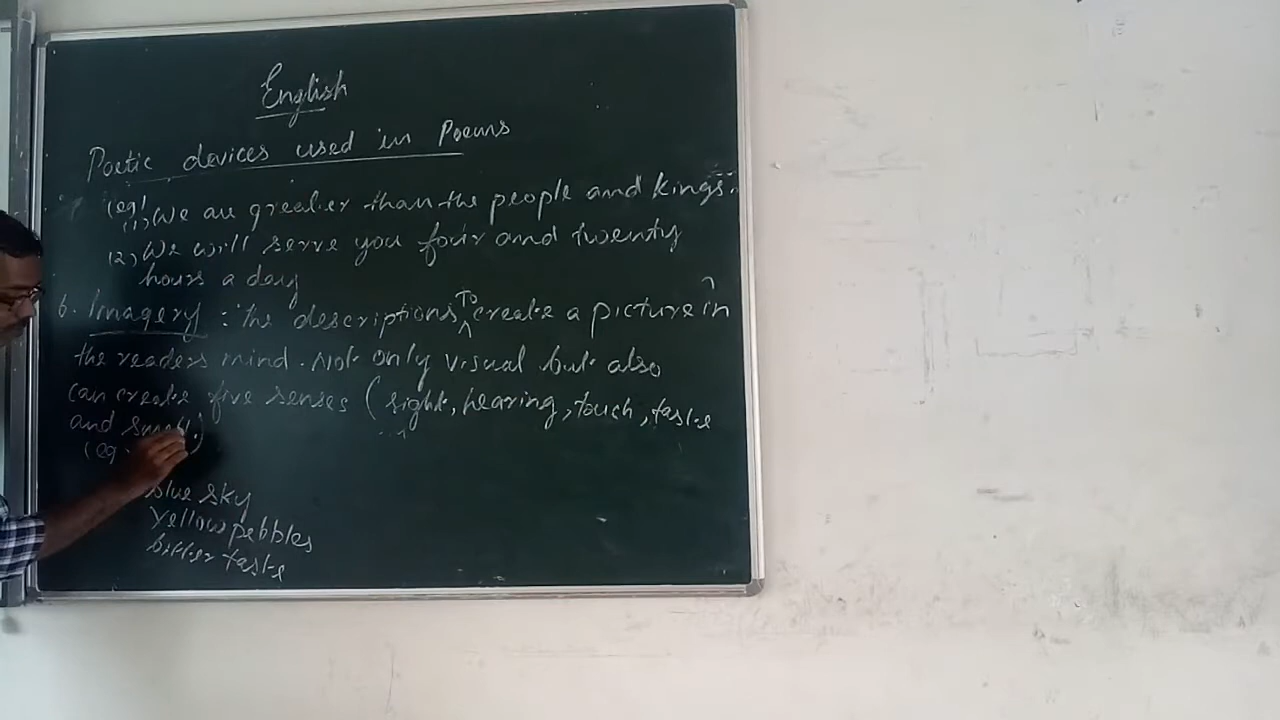 English
Poetic devices used in Poems
(eg)
(1) We are greater than the people and kings.
(2) We will serve you four and twenty
hours a day
6. Imagery : The descriptions To create a picture in
the readers mind. Not only visual but also
can create five senses (sight, hearing, touch, taste
and smell.)
(eg
blue sky
Yellow pebbles
bitter taste